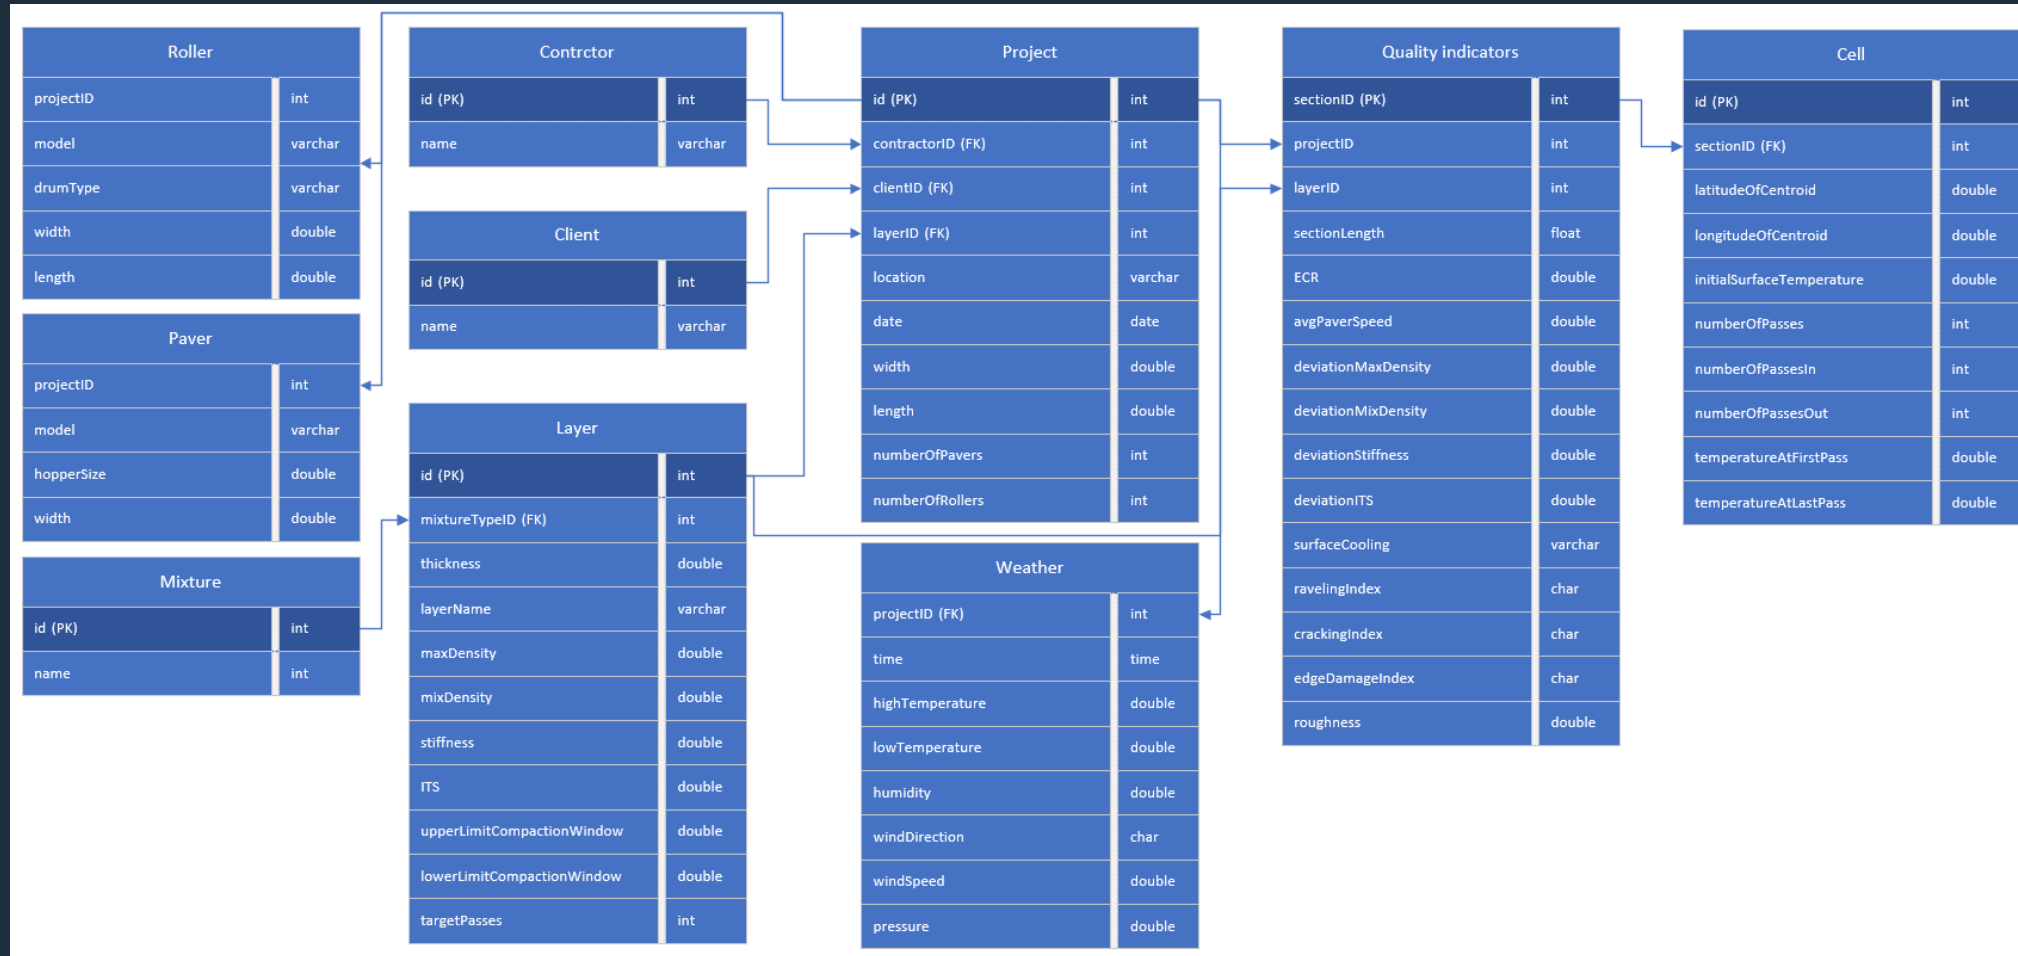 Roller
projectID int
model varchar
drumType varchar
width double
length double
Paver
projectID int
model varchar
hopperSize double
width double
Mixture
id (PK) int
name int
Contrctor
id (PK) int
name varchar
Client
id (PK) int
name varchar
Layer
id (PK) int
mixtureTypeID (FK) int
thickness double
layerName varchar
maxDensity double
mixDensity double
stiffness double
ITS double
upperLimitCompactionWindow double
lowerLimitCompactionWindow double
targetPasses int
Project
id (PK) int
contractorID (FK) int
clientID (FK) int
layerID (FK) int
location varchar
date date
width double
length double
numberOfPavers int
numberOfRollers int
Weather
projectID (FK) int
time time
highTemperature double
lowTemperature double
humidity double
windDirection char
windSpeed double
pressure double
Quality indicators
sectionID (PK) int
projectID int
layerID int
sectionLength float
ECR double
avgPaverSpeed double
deviationMaxDensity double
deviationMixDensity double
deviationStiffness double
deviationITS double
surfaceCooling varchar
ravelingIndex char
crackingIndex char
edgeDamageIndex char
roughness double
Cell
id (PK) int
sectionID (FK) int
latitudeOfCentroid double
longitudeOfCentroid double
initialSurfaceTemperature double
numberOfPasses int
numberOfPassesIn int
numberOfPassesOut int
temperatureAtFirstPass double
temperatureAtLastPass double